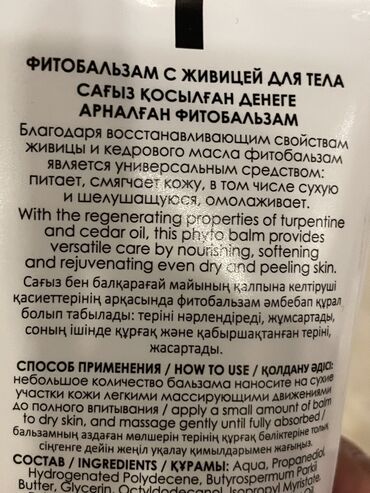 ФИТОБАЛЬЗАМ С ЖИВИЦЕЙ ДЛЯ ТЕЛА
САҒЫЗ ҚОСЫЛҒАН ДЕНЕГЕ
АРНАЛҒАН ФИТОБАЛЬЗАМ
Благодаря восстанавливающим свойствам
живицы и кедрового масла фитобальзам
является универсальным средством:
питает, смягчает кожу, в том числе сухую
и шелушащуюся, омолаживает.
With the regenerating properties of turpentine
and cedar oil, this phyto balm provides
versatile care by nourishing, softening
and rejuvenating even dry and peeling skin.
Сағыз бен балқарағай майының қалпына келтіруші
қасиеттерінің арқасында фитобальзам әмбебап құрал
болып табылады: теріні нәрлендіреді, жұмсартады,
соның ішінде құрғақ және қабыршақтанған теріні,
жасартады.
СПОСОБ ПРИМЕНЕНИЯ / HOW TO USE / ҚОЛДАНУ ӘДІСІ:
небольшое количество бальзама наносите на сухие
участки кожи легкими массирующими движениями
до полного впитывания / apply a small amount of balm
to dry skin, and massage gently until fully absorbed /
бальзамның аздаған мөлшерін терінің құрғақ бөліктеріне толық
сіңгенге дейін жеңіл уқалау қимылдарымен жағыңыз.
СОСТАВ / INGREDIENTS / ҚҰРАМЫ: Aqua, Propanediol,
Hydrogenated Polydecene, Butyrospermum Parkii
Butter, Glycerin, Octyldodecanol, Isopropyl Myristate,